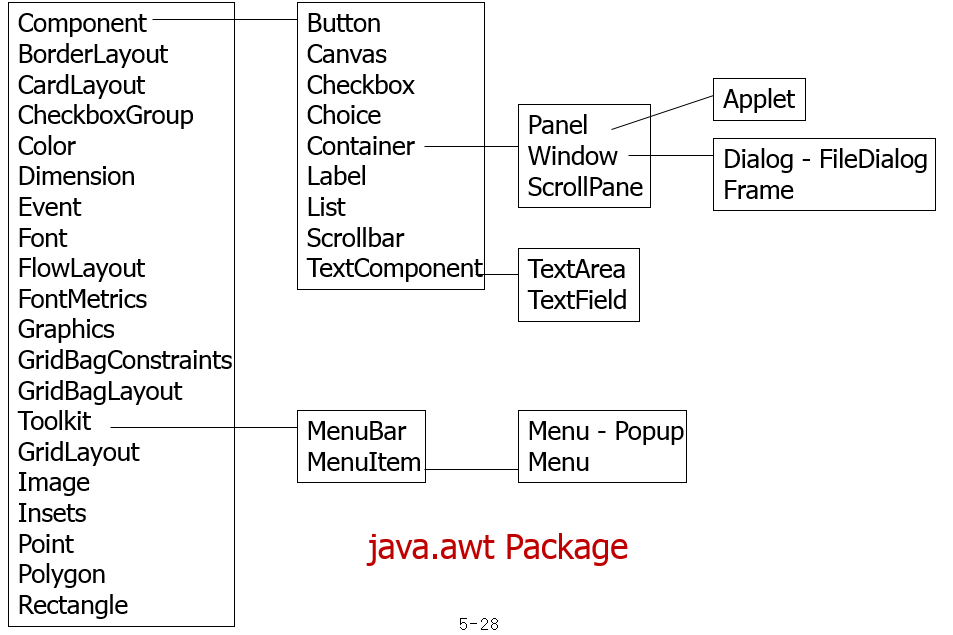 Component
BorderLayout
CardLayout
CheckboxGroup
Color
Dimension
Event
Font
FlowLayout
FontMetrics
Graphics
GridBagConstraints
GridBagLayout
Toolkit
GridLayout
Image
Insets
Point
Polygon
Rectangle
Button
Canvas
Checkbox
Choice
Container
Label
List
Scrollbar
TextComponent
Panel
Window
ScrollPane
Applet
Dialog - FileDialog
Frame
TextArea
TextField
MenuBar
MenuItem
Menu - Popup
Menu
java.awt Package
5-28